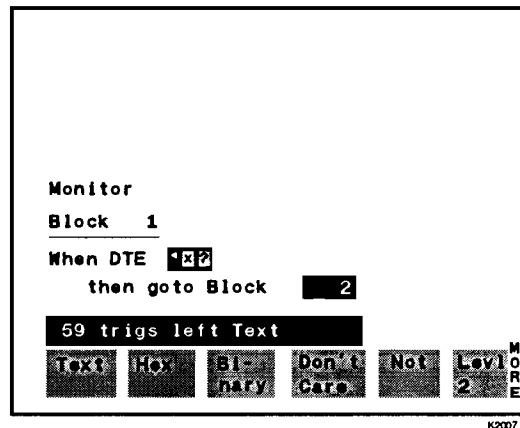 Monitor
Block 1
When DTE
then goto Block 2
59 trigs left Text
Text Hex Bi-nary Don't Care Not Levl 2 MORE
K2007